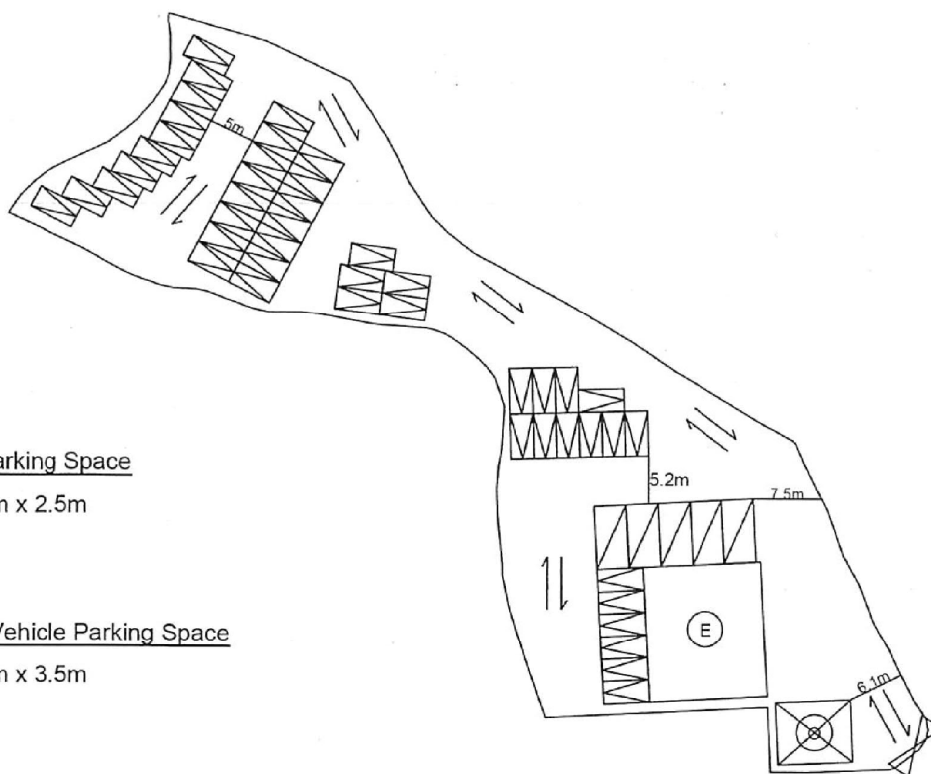 5m
arking Space
m x 2.5m
5.2m
7.5m
Vehicle Parking Space
m x 3.5m
E
6.1m